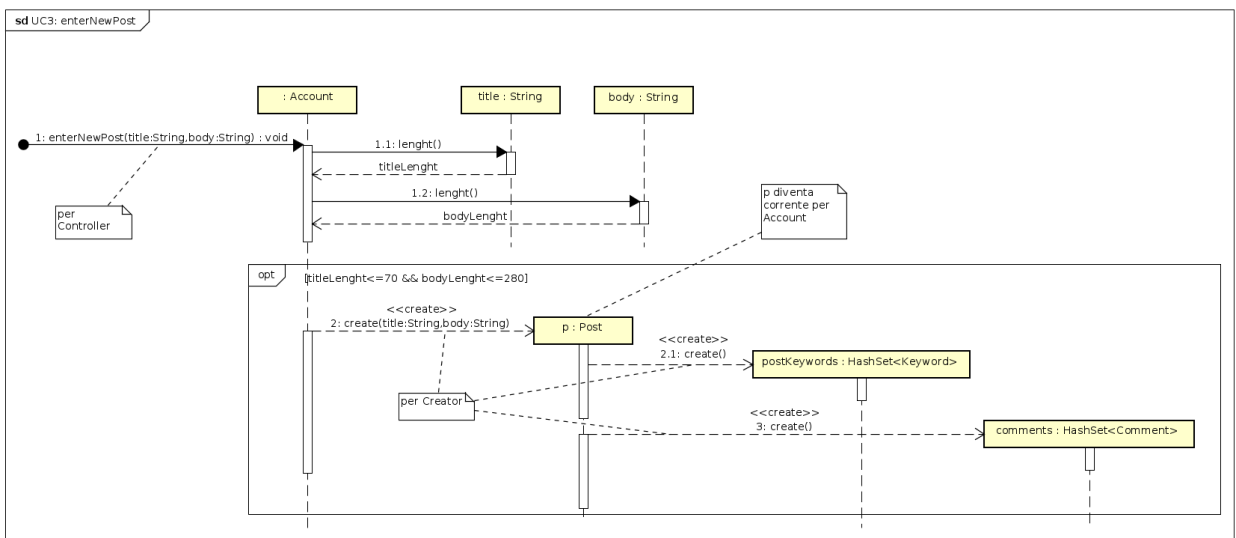 sd UC3: enterNewPost
: Account
title : String
body : String
1: enterNewPost(title:String,body:String) : void
1.1: lenght()
titleLenght
1.2: lenght()
bodyLenght
per
Controller
p diventa
corrente per
Account
opt
[titleLenght<=70 && bodyLenght<=280]
<<create>>
2: create(title:String,body:String)
p : Post
<<create>>
2.1: create()
postKeywords : HashSet<Keyword>
per Creator
<<create>>
3: create()
comments : HashSet<Comment>